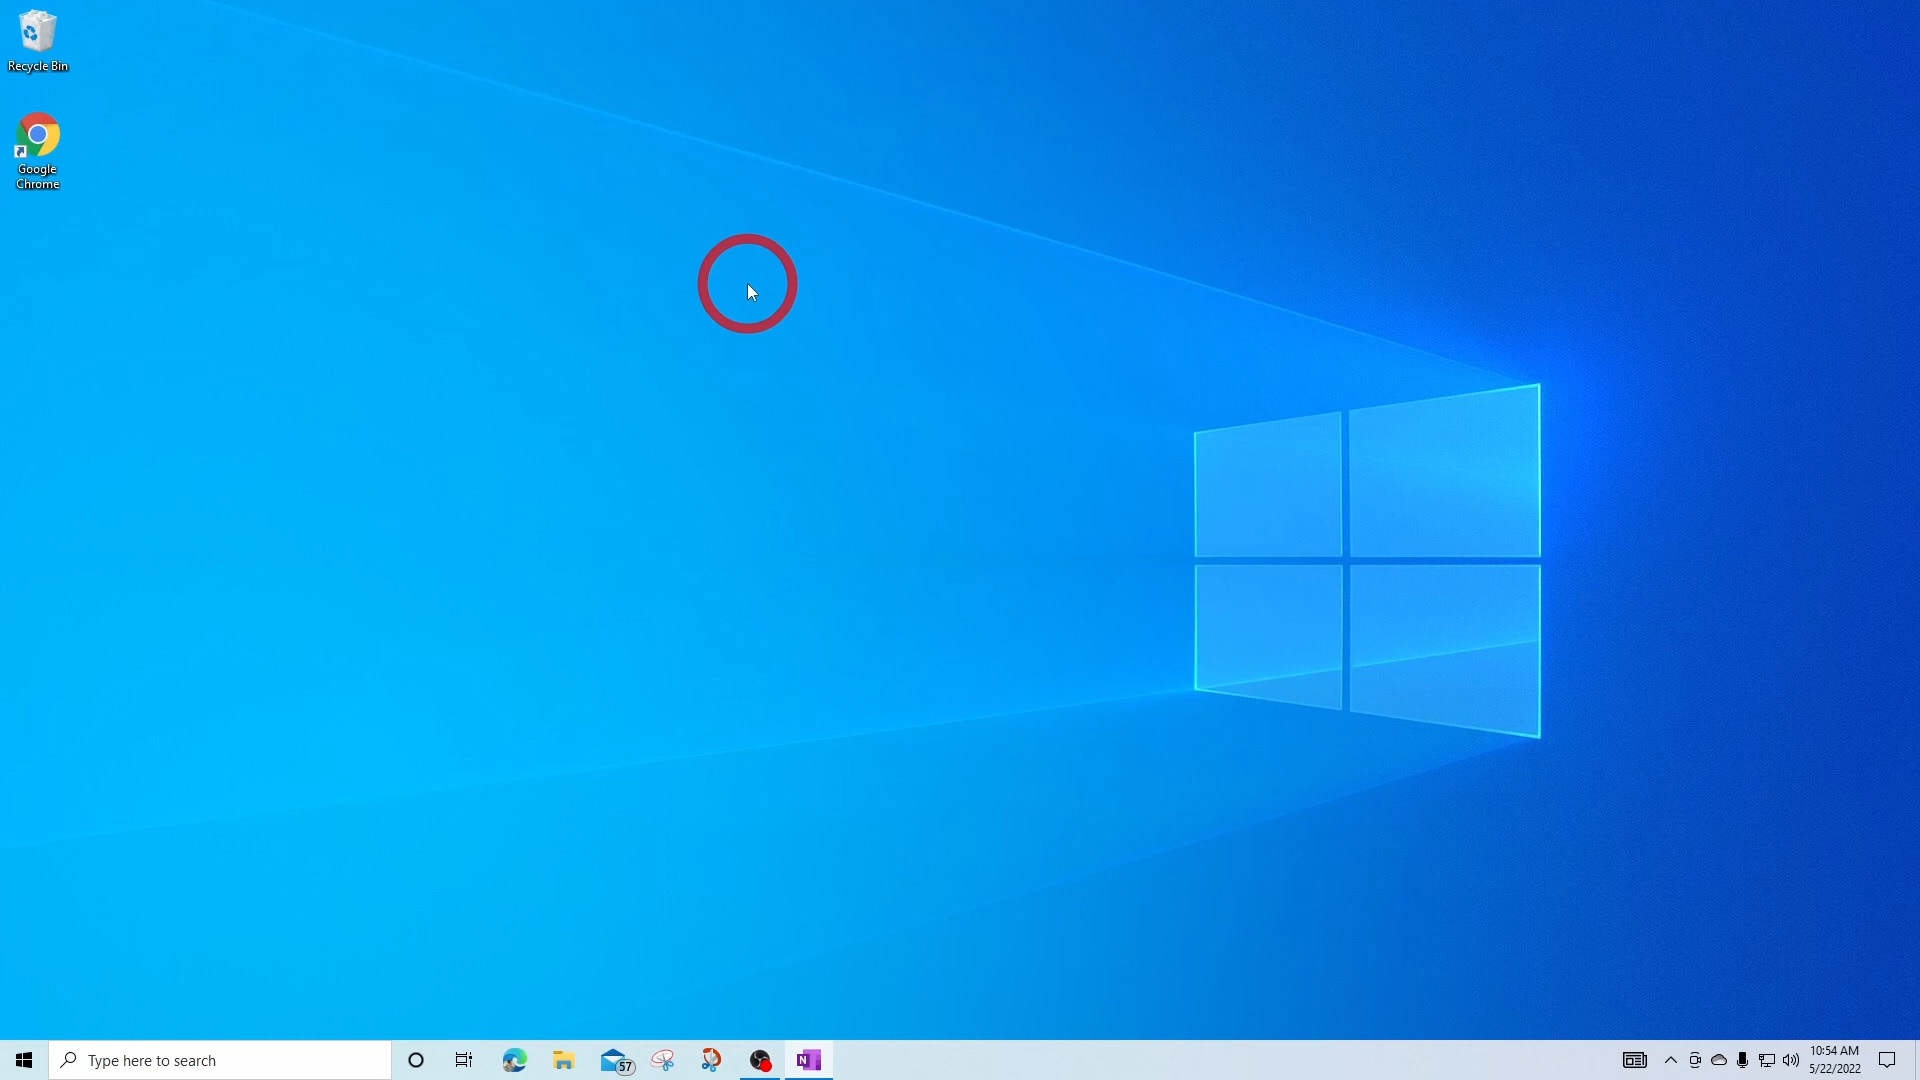 Recycle Bin
Google
Chrome
Type here to search
57
N
10:54 AM
5/22/2022